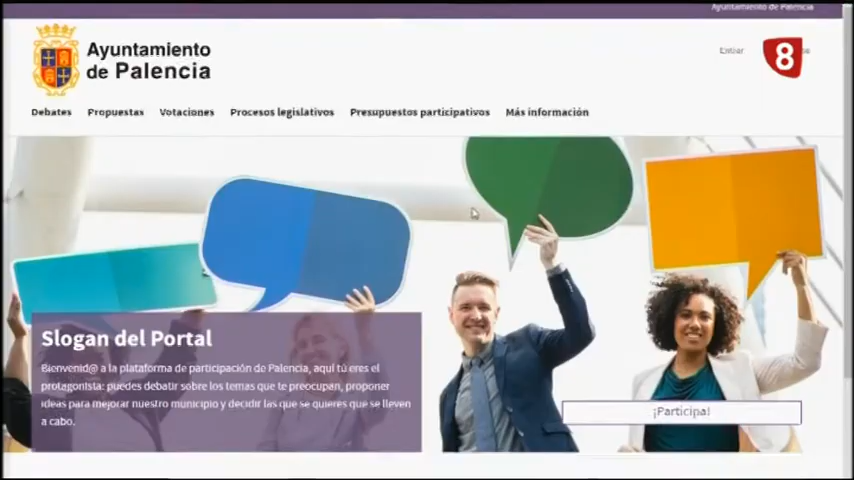 Ayuntamiento de Palencia
Ayuntamiento
de Palencia
Entrar
8
Debates Propuestas Votaciones Procesos legislativos Presupuestos participativos Más información
Slogan del Portal
Bienvenid@ a la plataforma de participación de Palencia, aquí tú eres el
protagonista: puedes debatir sobre los temas que te preocupan, proponer
ideas para mejorar nuestro municipio y decidir las que se quieres que se lleven
a cabo.
¡Participa!